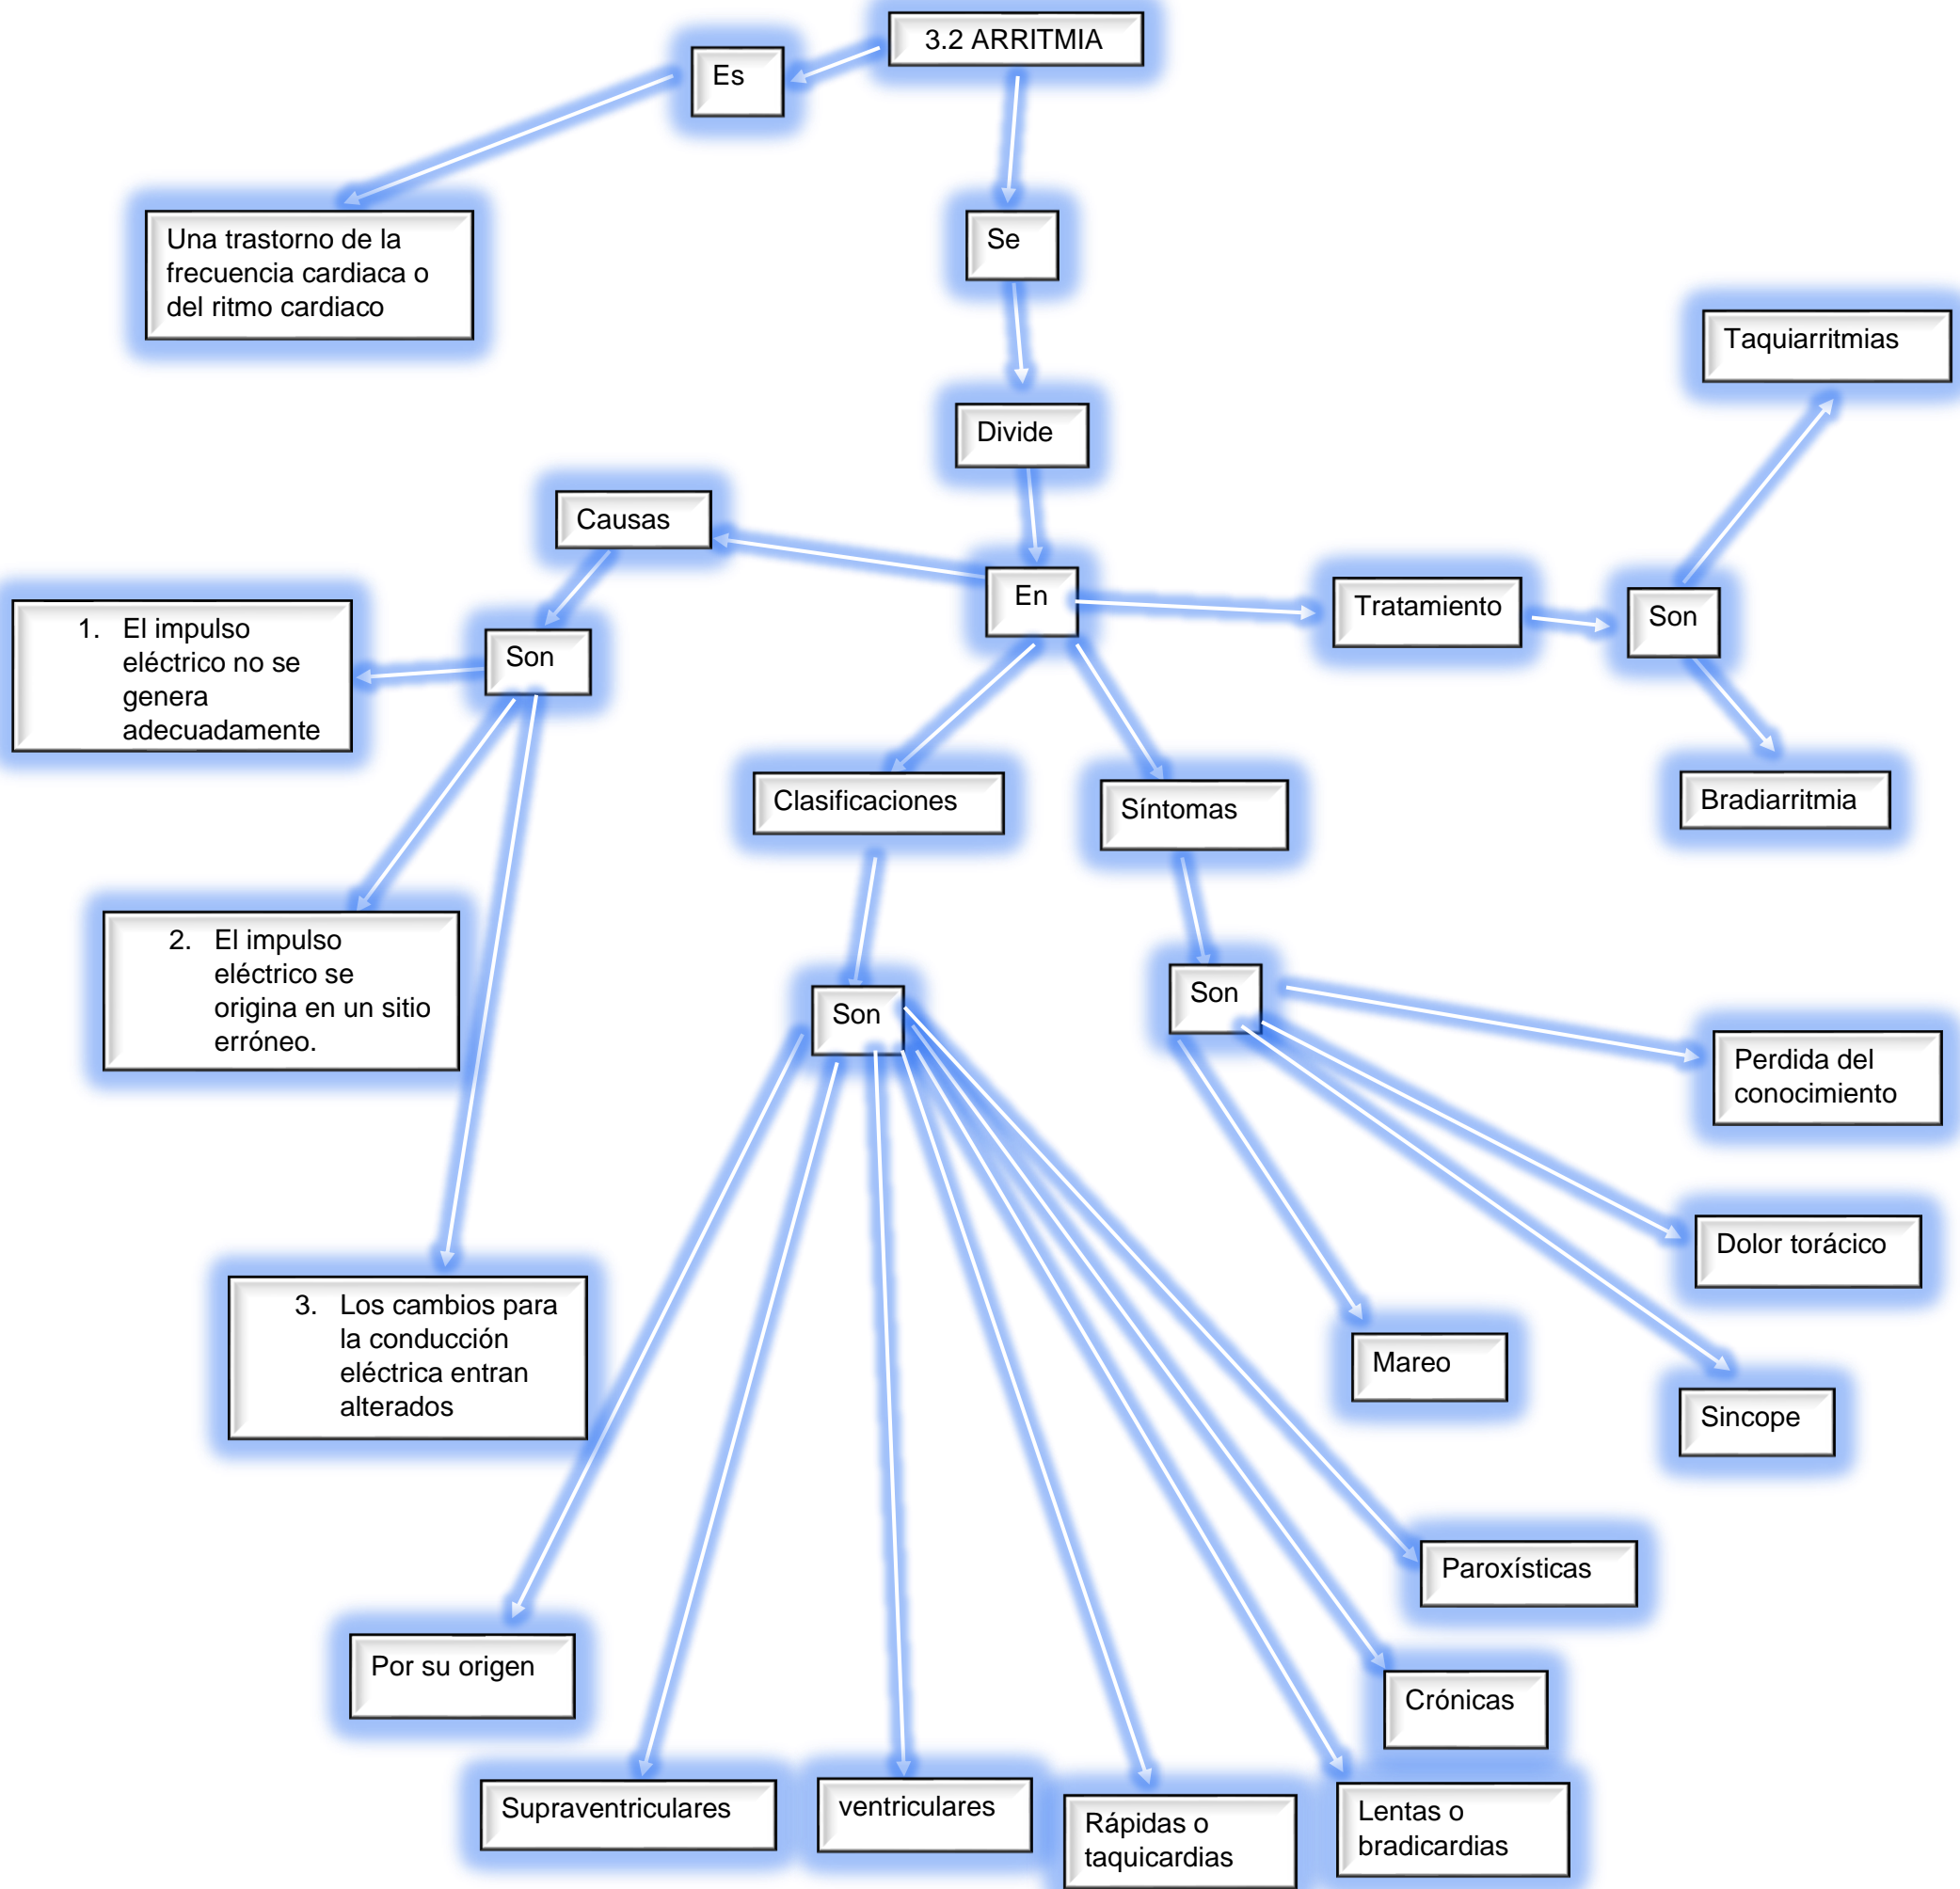 3.2 ARRITMIA
Es
Una trastorno de la
frecuencia cardiaca o
del ritmo cardiaco
Se
Divide
En
Causas
Son
1. El impulso
eléctrico no se
genera
adecuadamente
2. El impulso
eléctrico se
origina en un sitio
erróneo.
3. Los cambios para
la conducción
eléctrica entran
alterados
Clasificaciones
Son
Por su origen
Supraventriculares
ventriculares
Rápidas o
taquicardias
Lentas o
bradicardias
Crónicas
Paroxísticas
Síntomas
Son
Perdida del
conocimiento
Dolor torácico
Sincope
Mareo
Tratamiento
Son
Taquiarritmias
Bradiarritmia